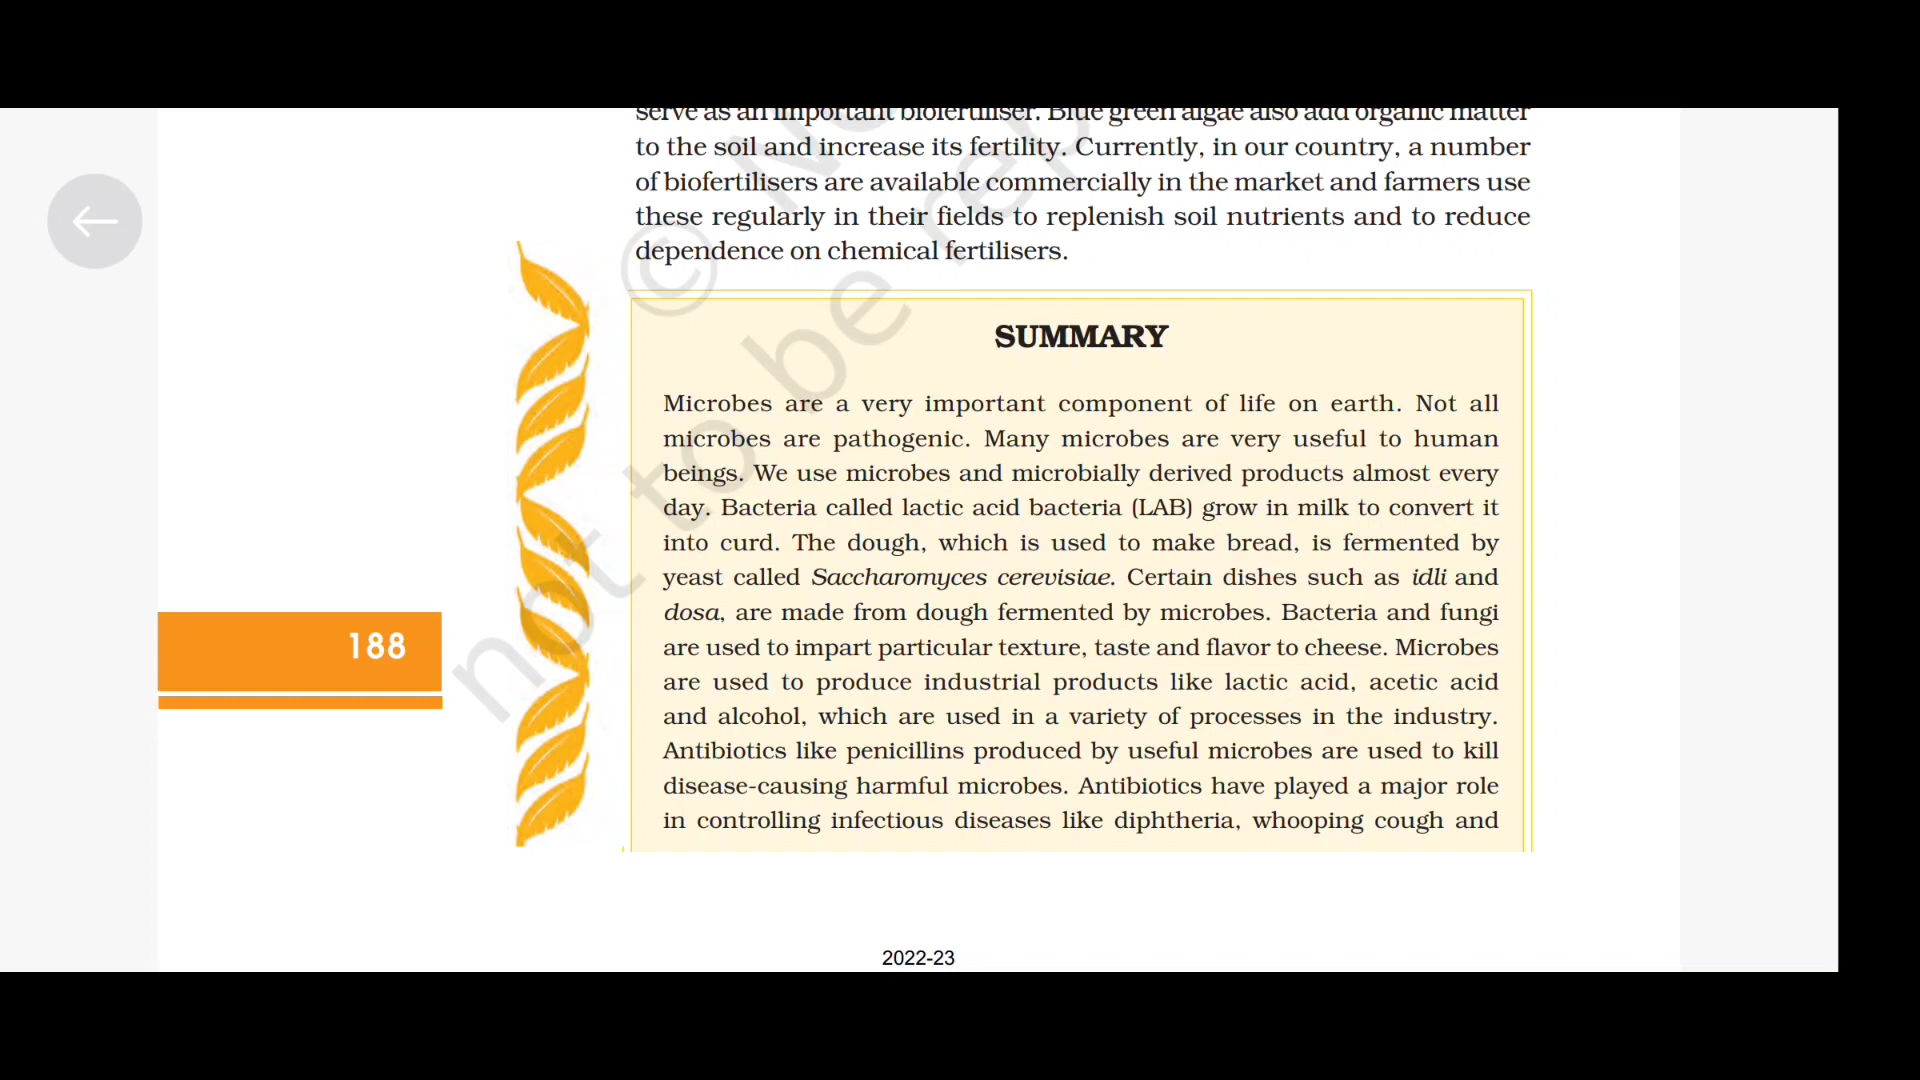 serve as an important biofertiliser. Blue green algae also add organic matter
to the soil and increase its fertility. Currently, in our country, a number
of biofertilisers are available commercially in the market and farmers use
these regularly in their fields to replenish soil nutrients and to reduce
dependence on chemical fertilisers.
SUMMARY
Microbes are a very important component of life on earth. Not all
microbes are pathogenic. Many microbes are very useful to human
beings. We use microbes and microbially derived products almost every
day. Bacteria called lactic acid bacteria (LAB) grow in milk to convert it
into curd. The dough, which is used to make bread, is fermented by
yeast called Saccharomyces cerevisiae. Certain dishes such as idli and
dosa, are made from dough fermented by microbes. Bacteria and fungi
are used to impart particular texture, taste and flavor to cheese. Microbes
are used to produce industrial products like lactic acid, acetic acid
and alcohol, which are used in a variety of processes in the industry.
Antibiotics like penicillins produced by useful microbes are used to kill
disease-causing harmful microbes. Antibiotics have played a major role
in controlling infectious diseases like diphtheria, whooping cough and
188
2022-23
©
not to be